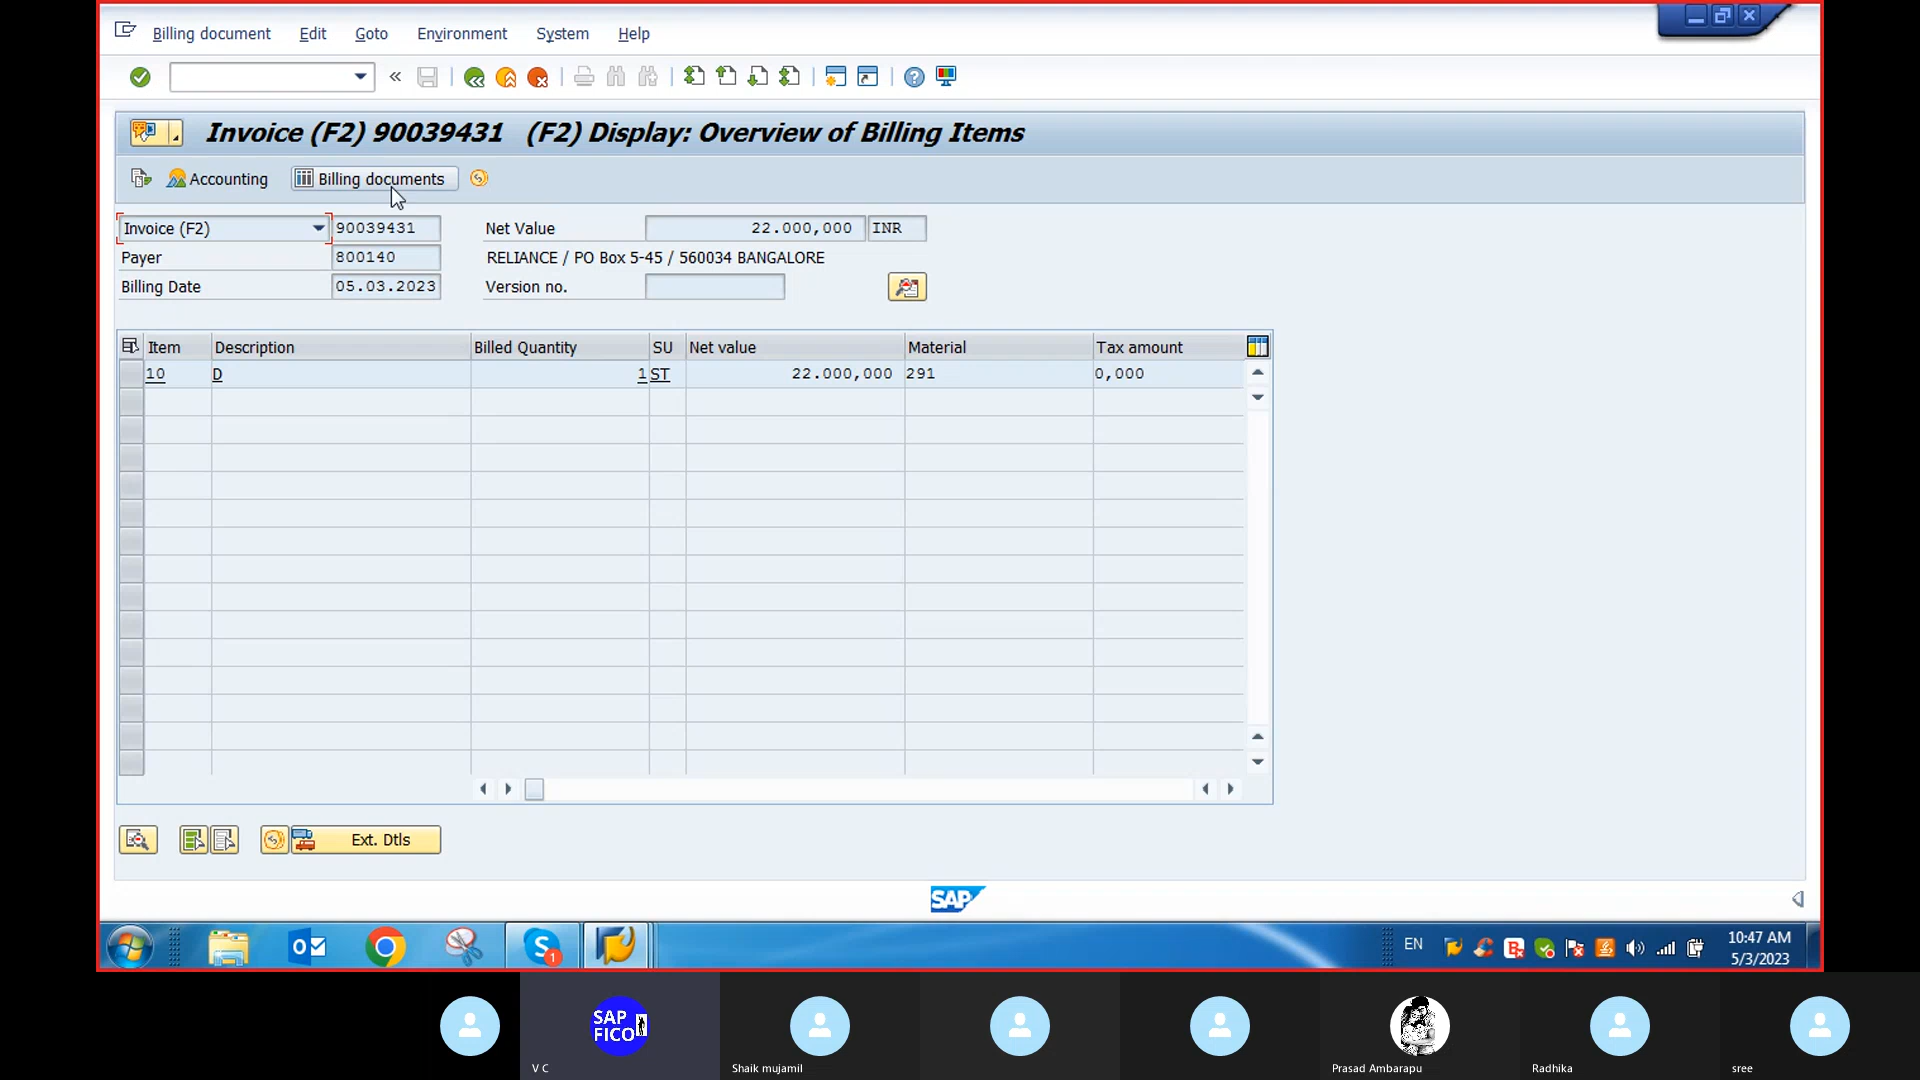 Billing document Edit Goto Environment System Help
Invoice (F2) 90039431 (F2) Display: Overview of Billing Items
Accounting Billing documents
Invoice (F2) 90039431 Net Value 22.000,000 INR
Payer 800140 RELIANCE / PO Box 5-45 / 560034 BANGALORE
Billing Date 05.03.2023 Version no.
Item Description Billed Quantity SU Net value Material Tax amount
10 D 1 ST 22.000,000 291 0,000
Ext. Dtls
SAP
EN 10:47 AM
5/3/2023
SAP
FICO
V C Shaik mujamil Prasad Ambarapu Radhika sree